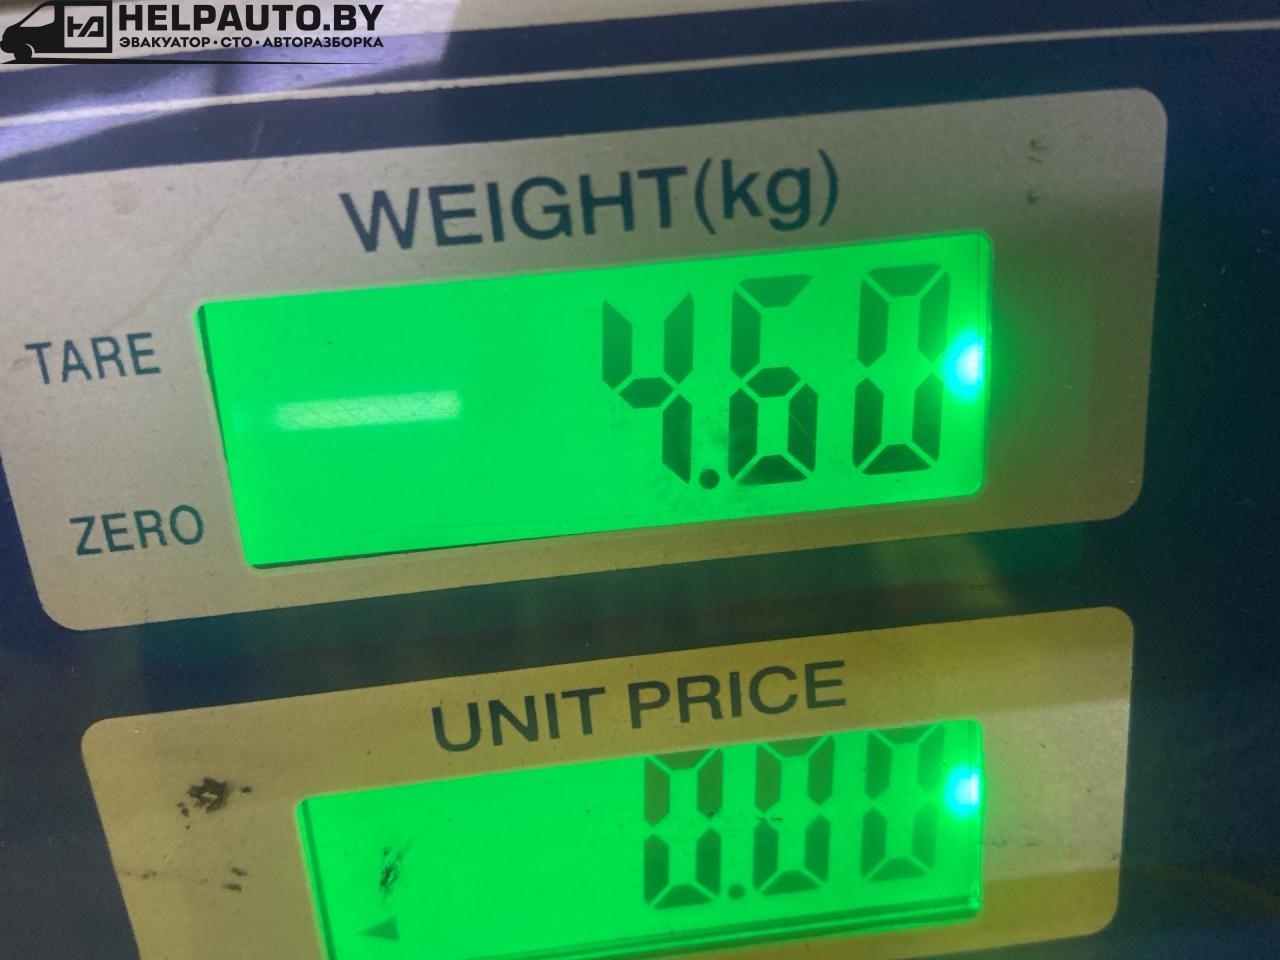 HELPAUTO.BY
ЭВАКУАТОР·СТО·АВТОРАЗБОРКА
WEIGHT(kg)
4.60
TARE
ZERO
UNIT PRICE
0.00